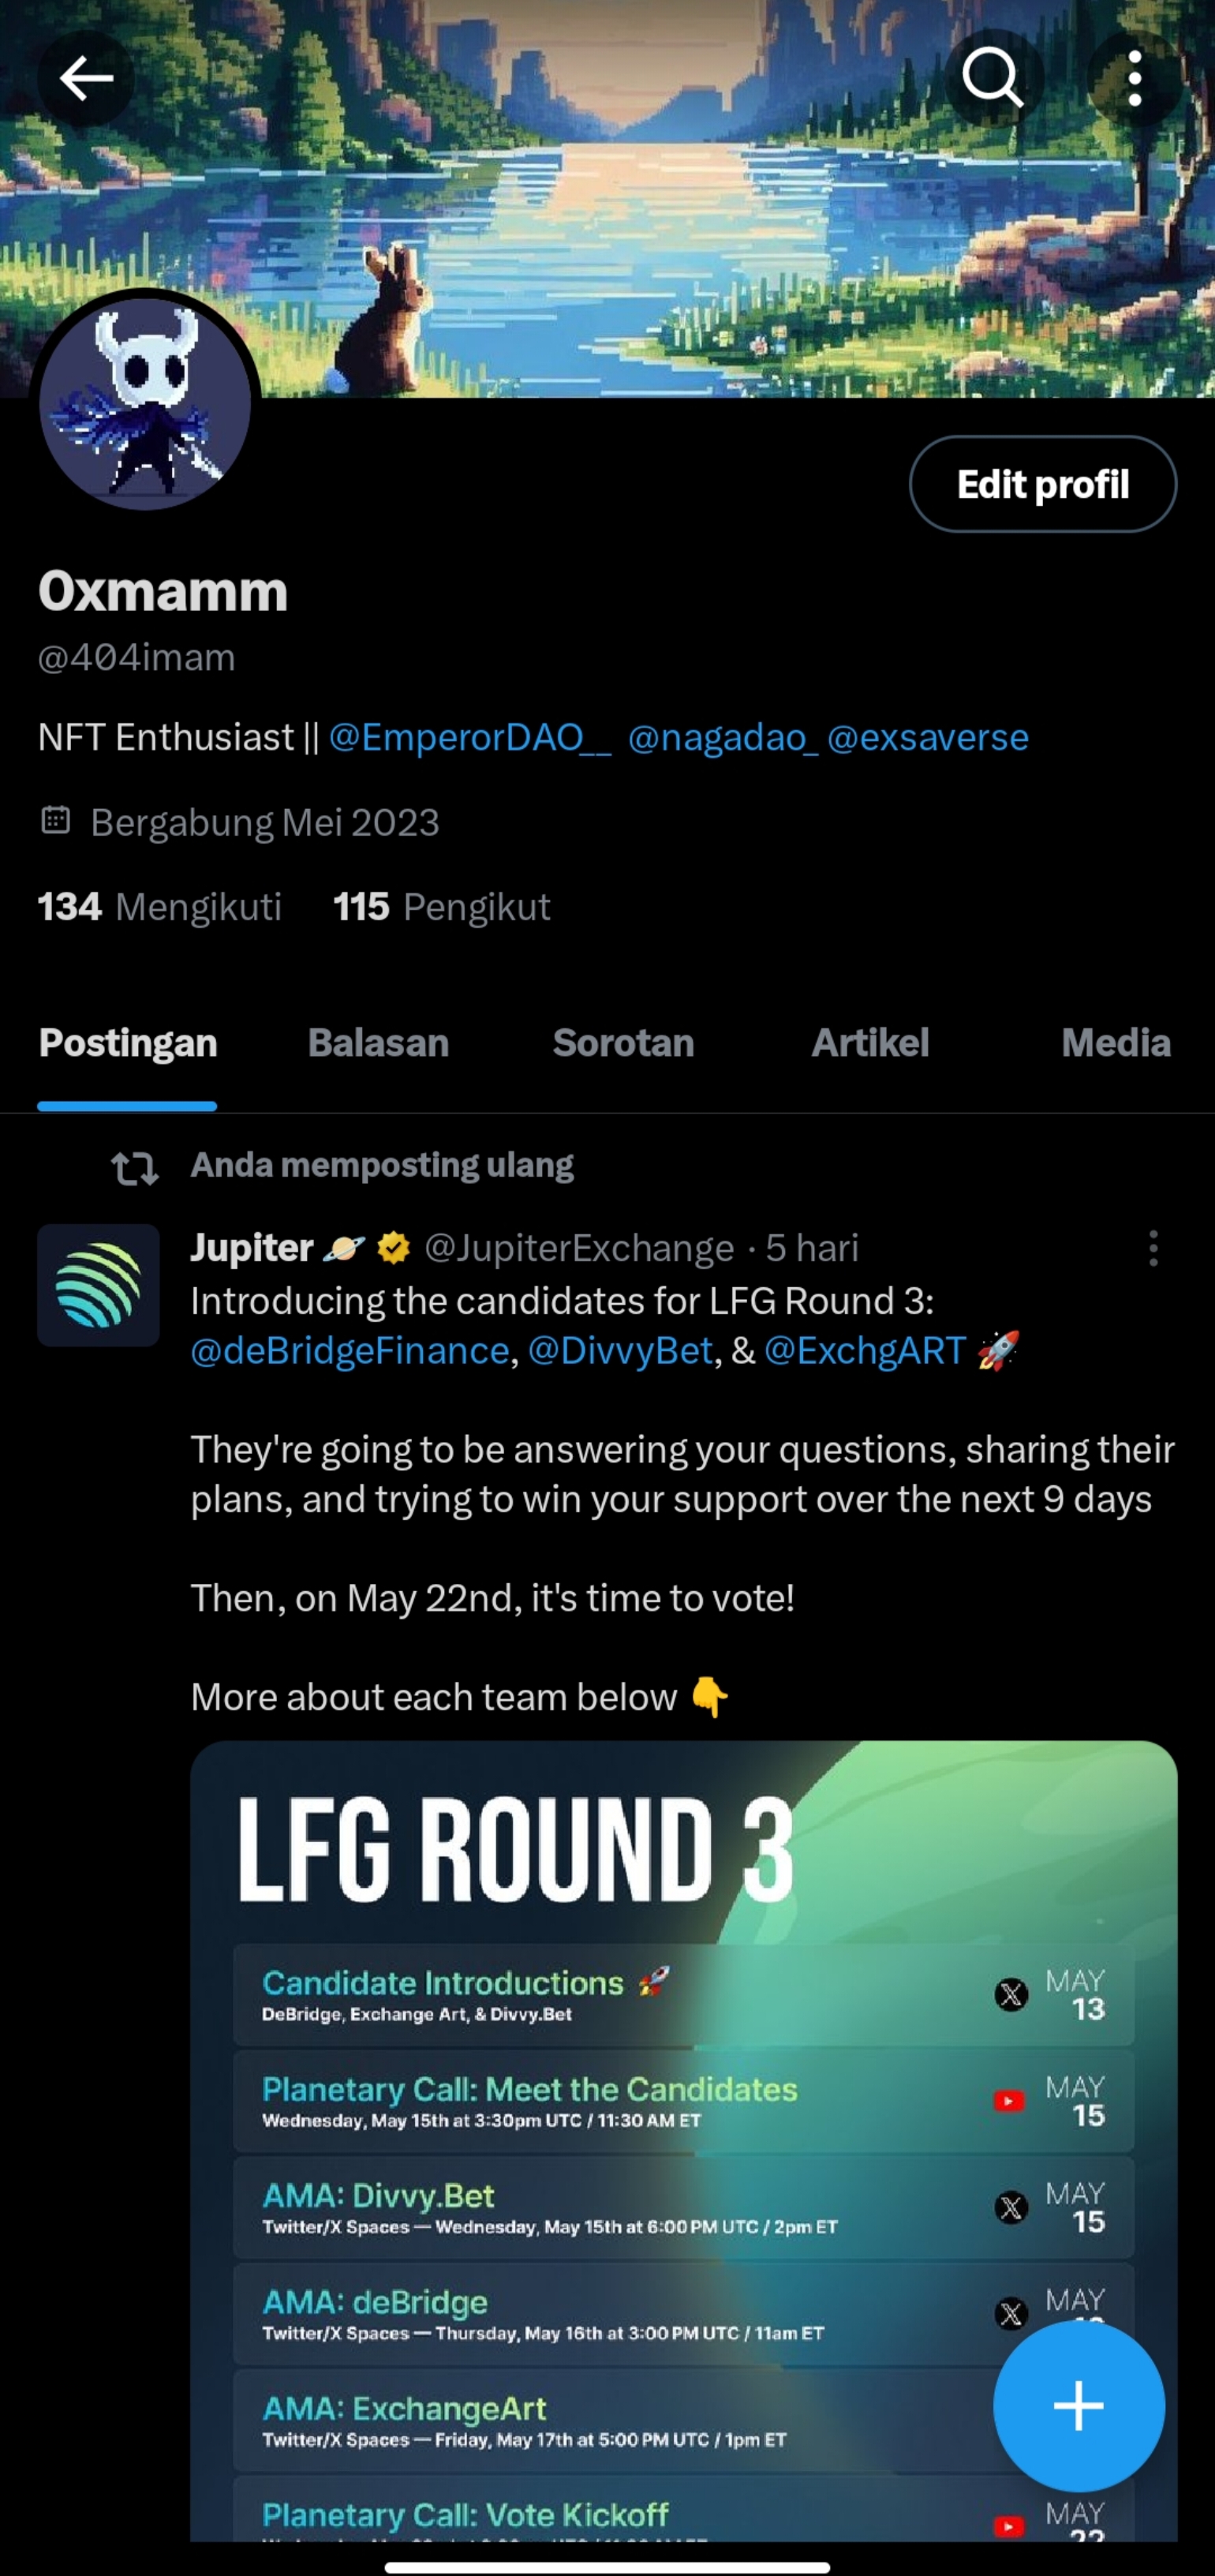 Edit profil
0xmamm
@404imam
NFT Enthusiast || @EmperorDAO__ @nagadao_ @exsaverse
Bergabung Mei 2023
134 Mengikuti 115 Pengikut
Postingan Balasan Sorotan Artikel Media
Anda memposting ulang
Jupiter 🪐 @JupiterExchange · 5 hari
Introducing the candidates for LFG Round 3:
@deBridgeFinance, @DivvyBet, & @ExchgART 🚀
They're going to be answering your questions, sharing their
plans, and trying to win your support over the next 9 days
Then, on May 22nd, it's time to vote!
More about each team below 👇
LFG ROUND 3
Candidate Introductions 🚀
DeBridge, Exchange Art, & Divvy.Bet
MAY
13
Planetary Call: Meet the Candidates
Wednesday, May 15th at 3:30pm UTC / 11:30 AM ET
MAY
15
AMA: Divvy.Bet
Twitter/X Spaces — Wednesday, May 15th at 6:00 PM UTC / 2pm ET
MAY
15
AMA: deBridge
Twitter/X Spaces — Thursday, May 16th at 3:00 PM UTC / 11am ET
MAY
AMA: ExchangeArt
Twitter/X Spaces — Friday, May 17th at 5:00 PM UTC / 1pm ET
Planetary Call: Vote Kickoff
MAY
22